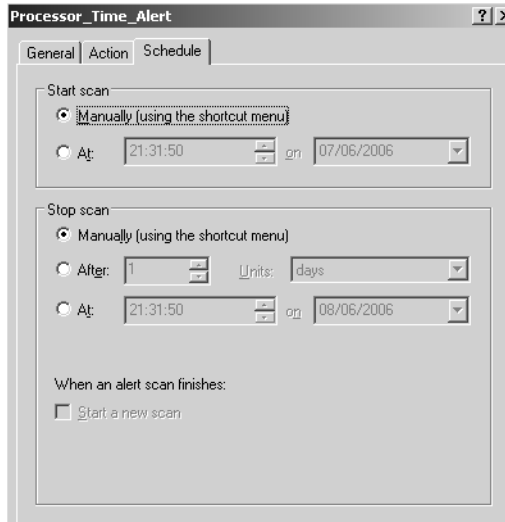 Processor_Time_Alert
General Action Schedule
Start scan
Manually (using the shortcut menu)
At: 21:31:50 on 07/06/2006
Stop scan
Manually (using the shortcut menu)
After: 1 Units: days
At: 21:31:50 on 08/06/2006
When an alert scan finishes:
Start a new scan